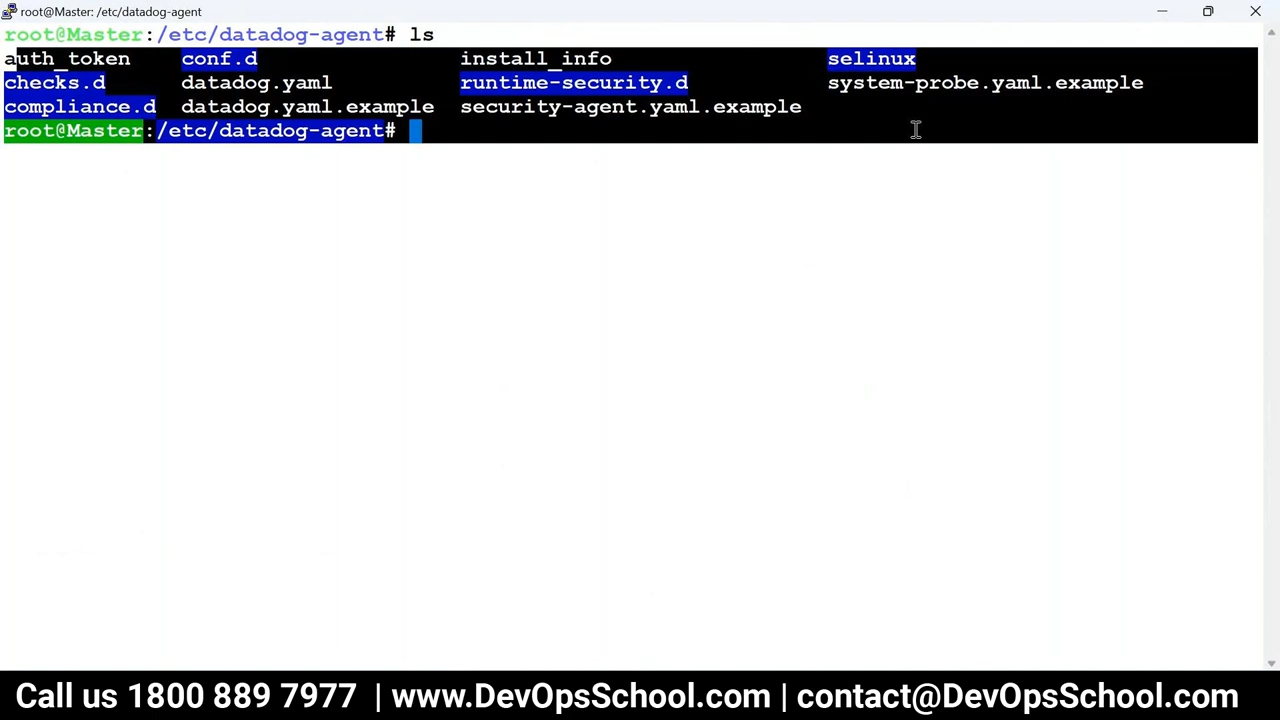 root@Master: /etc/datadog-agent
root@Master:/etc/datadog-agent# ls
auth_token conf.d install_info selinux
checks.d datadog.yaml runtime-security.d system-probe.yaml.example
compliance.d datadog.yaml.example security-agent.yaml.example
root@Master:/etc/datadog-agent#
Call us 1800 889 7977 | www.DevOpsSchool.com | contact@DevOpsSchool.com